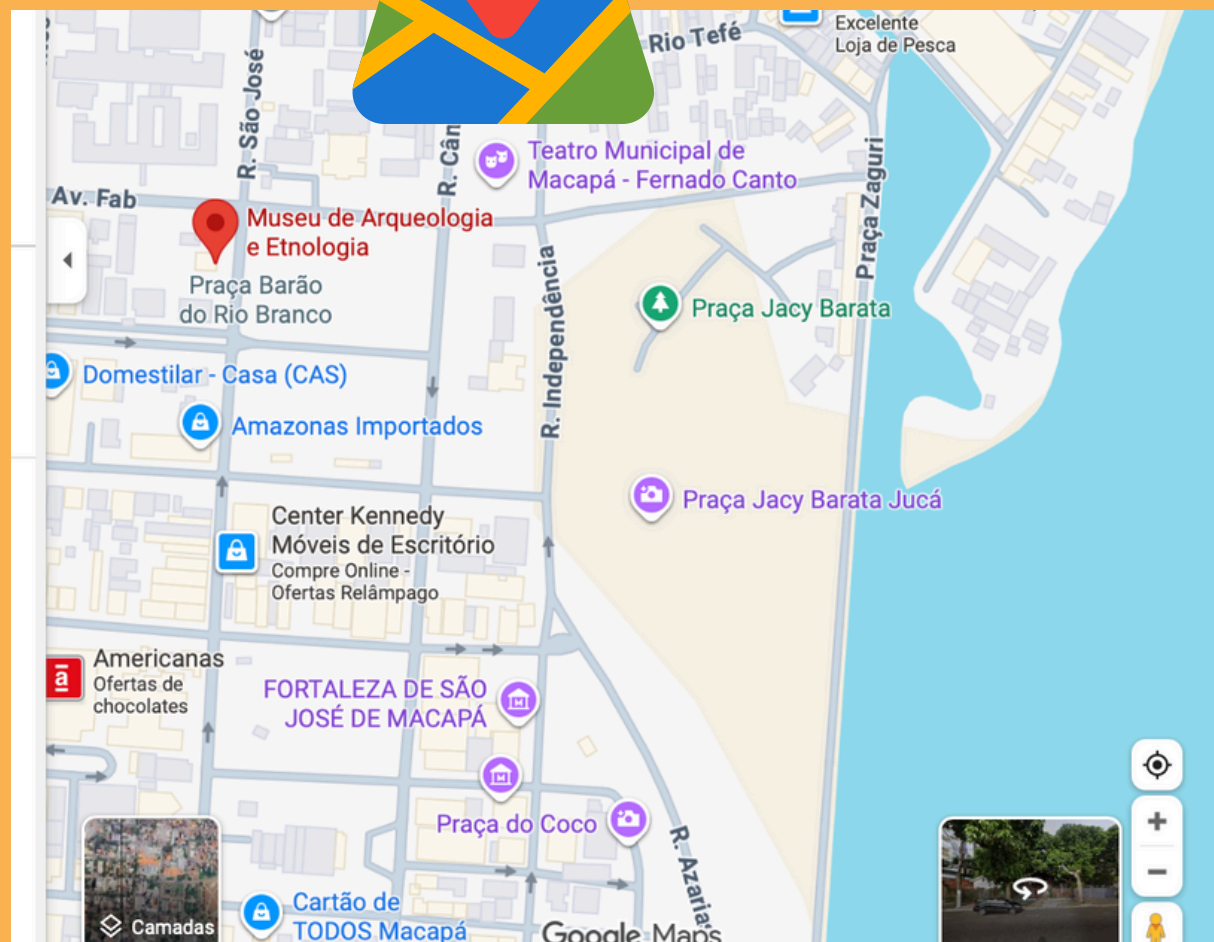 Excelente
Loja de Pesca
Rio Tefé
R. São José
R. Cân
Teatro Municipal de
Macapá - Fernado Canto
Praça Zaguri
Av. Fab
Museu de Arqueologia
e Etnologia
Praça Barão
do Rio Branco
R. Independência
Praça Jacy Barata
Domestilar - Casa (CAS)
Amazonas Importados
Praça Jacy Barata Jucá
Center Kennedy
Móveis de Escritório
Compre Online -
Ofertas Relâmpago
Americanas
Ofertas de
chocolates
FORTALEZA DE SÃO
JOSÉ DE MACAPÁ
Praça do Coco
R. Azarias
Camadas
Cartão de
TODOS Macapá
Google Maps